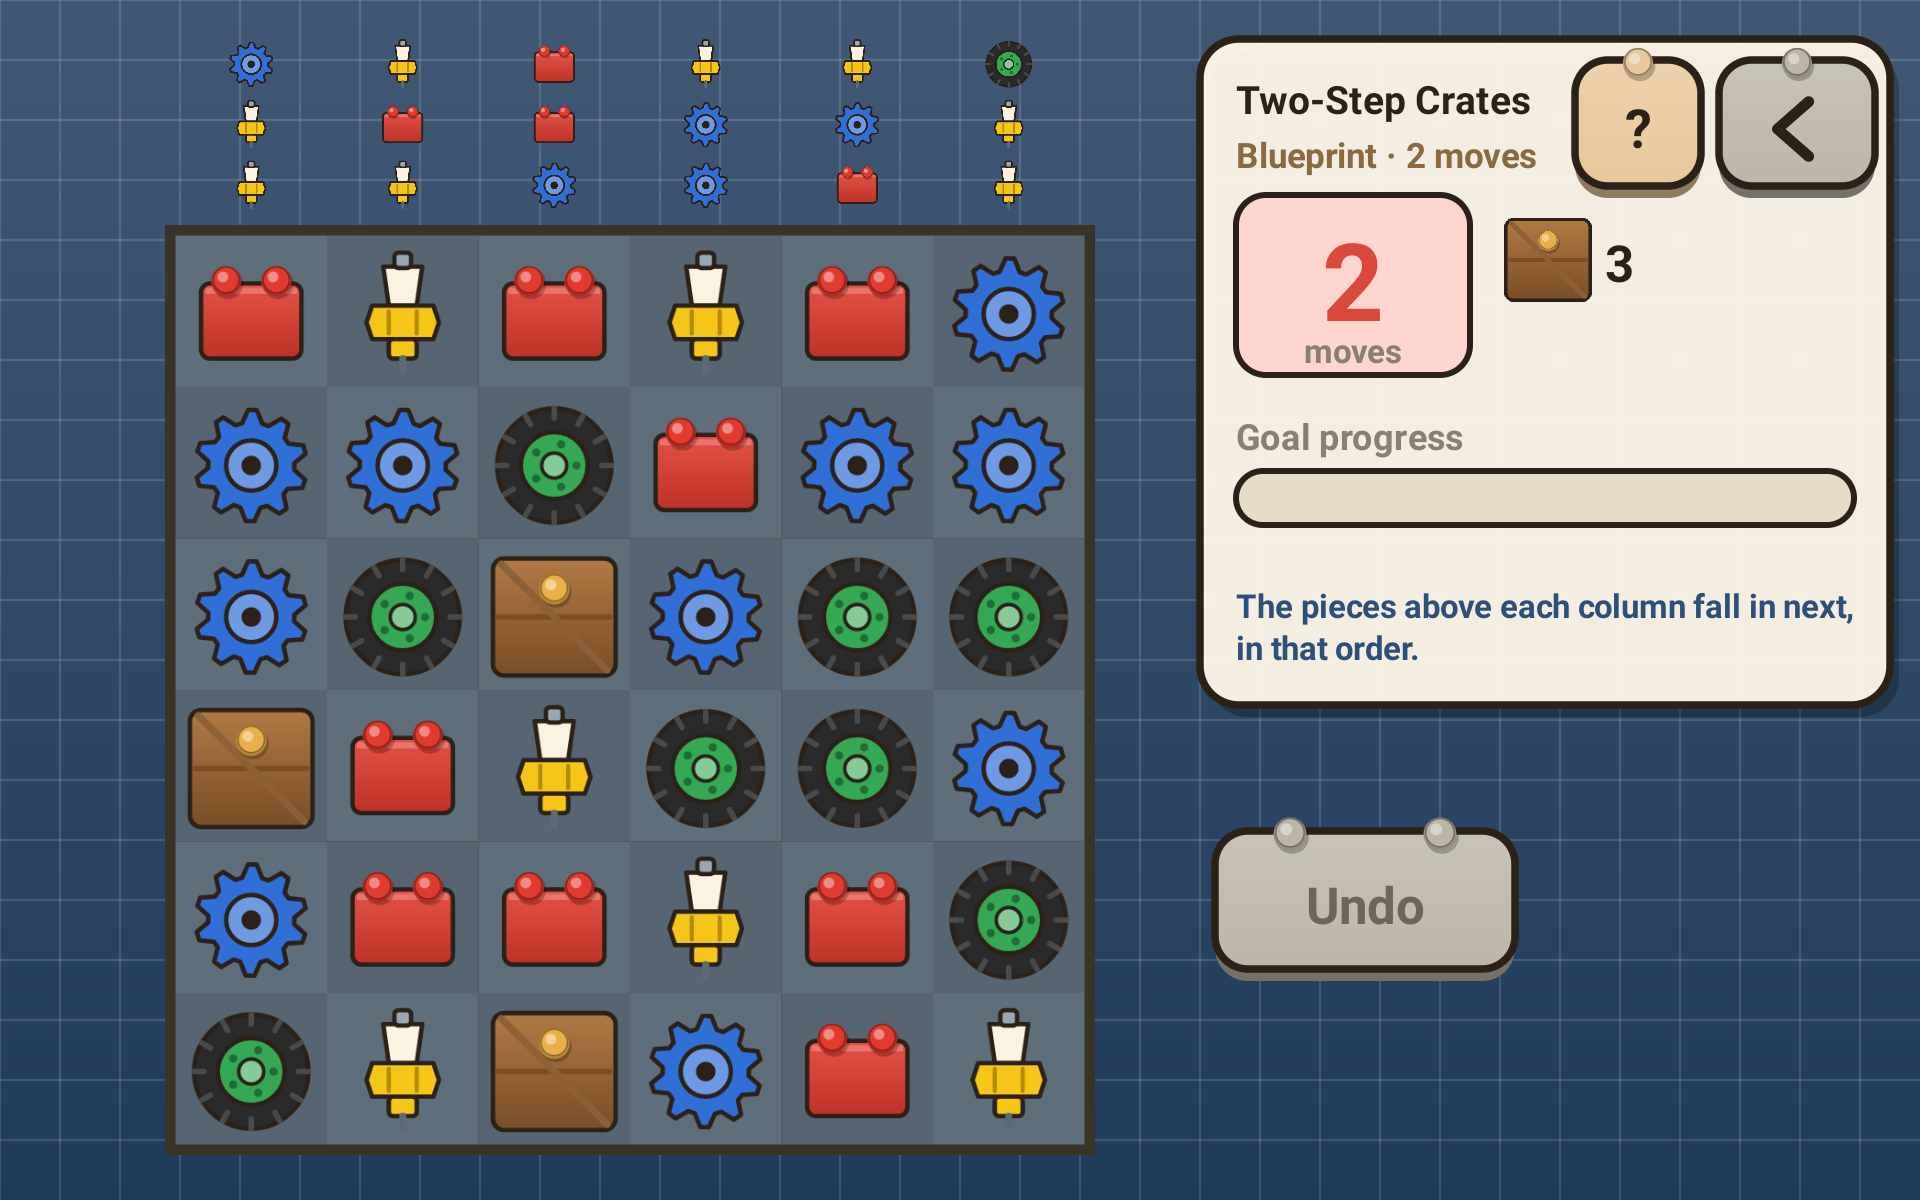 Two-Step Crates
Blueprint · 2 moves
?
2
moves
3
Goal progress
The pieces above each column fall in next,
in that order.
Undo